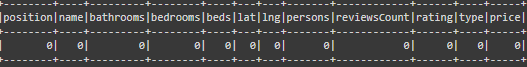 +--------+----+---------+--------+----+---+---+-------+------------+------+----+-----+
|position|name|bathrooms|bedrooms|beds|lat|lng|persons|reviewsCount|rating|type|price|
+--------+----+---------+--------+----+---+---+-------+------------+------+----+-----+
|       0|   0|        0|       0|   0|  0|  0|      0|           0|     0|   0|    0|
+--------+----+---------+--------+----+---+---+-------+------------+------+----+-----+